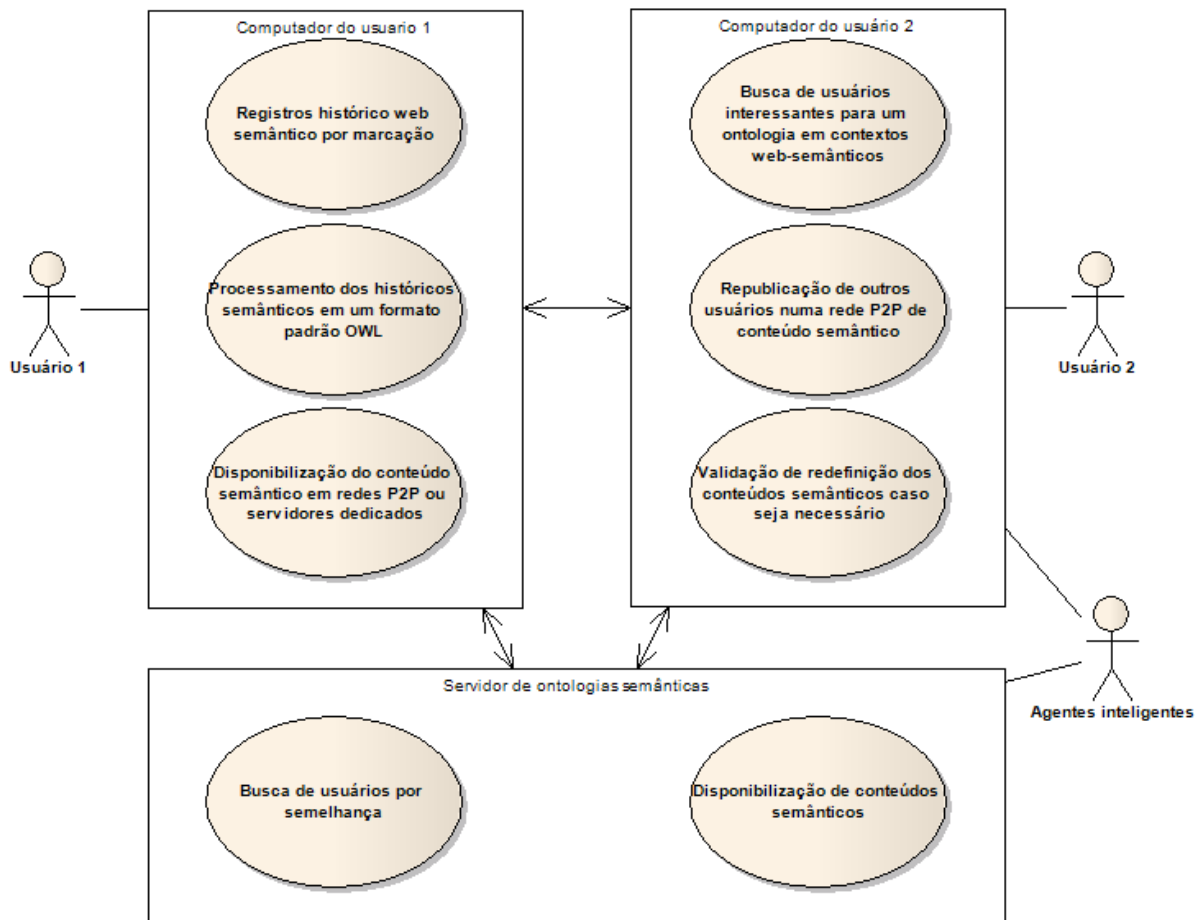 Computador do usuario 1
Registros histórico web
semântico por marcação
Processamento dos históricos
semânticos em um formato
padrão OWL
Disponibilização do conteúdo
semântico em redes P2P ou
servidores dedicados
Usuário 1
Computador do usuário 2
Busca de usuários
interessantes para um
ontologia em contextos
web-semânticos
Republicação de outros
usuários numa rede P2P de
conteúdo semântico
Validação de redefinição dos
conteúdos semânticos caso
seja necessário
Usuário 2
Servidor de ontologias semânticas
Busca de usuários por
semelhança
Disponibilização de conteúdos
semânticos
Agentes inteligentes